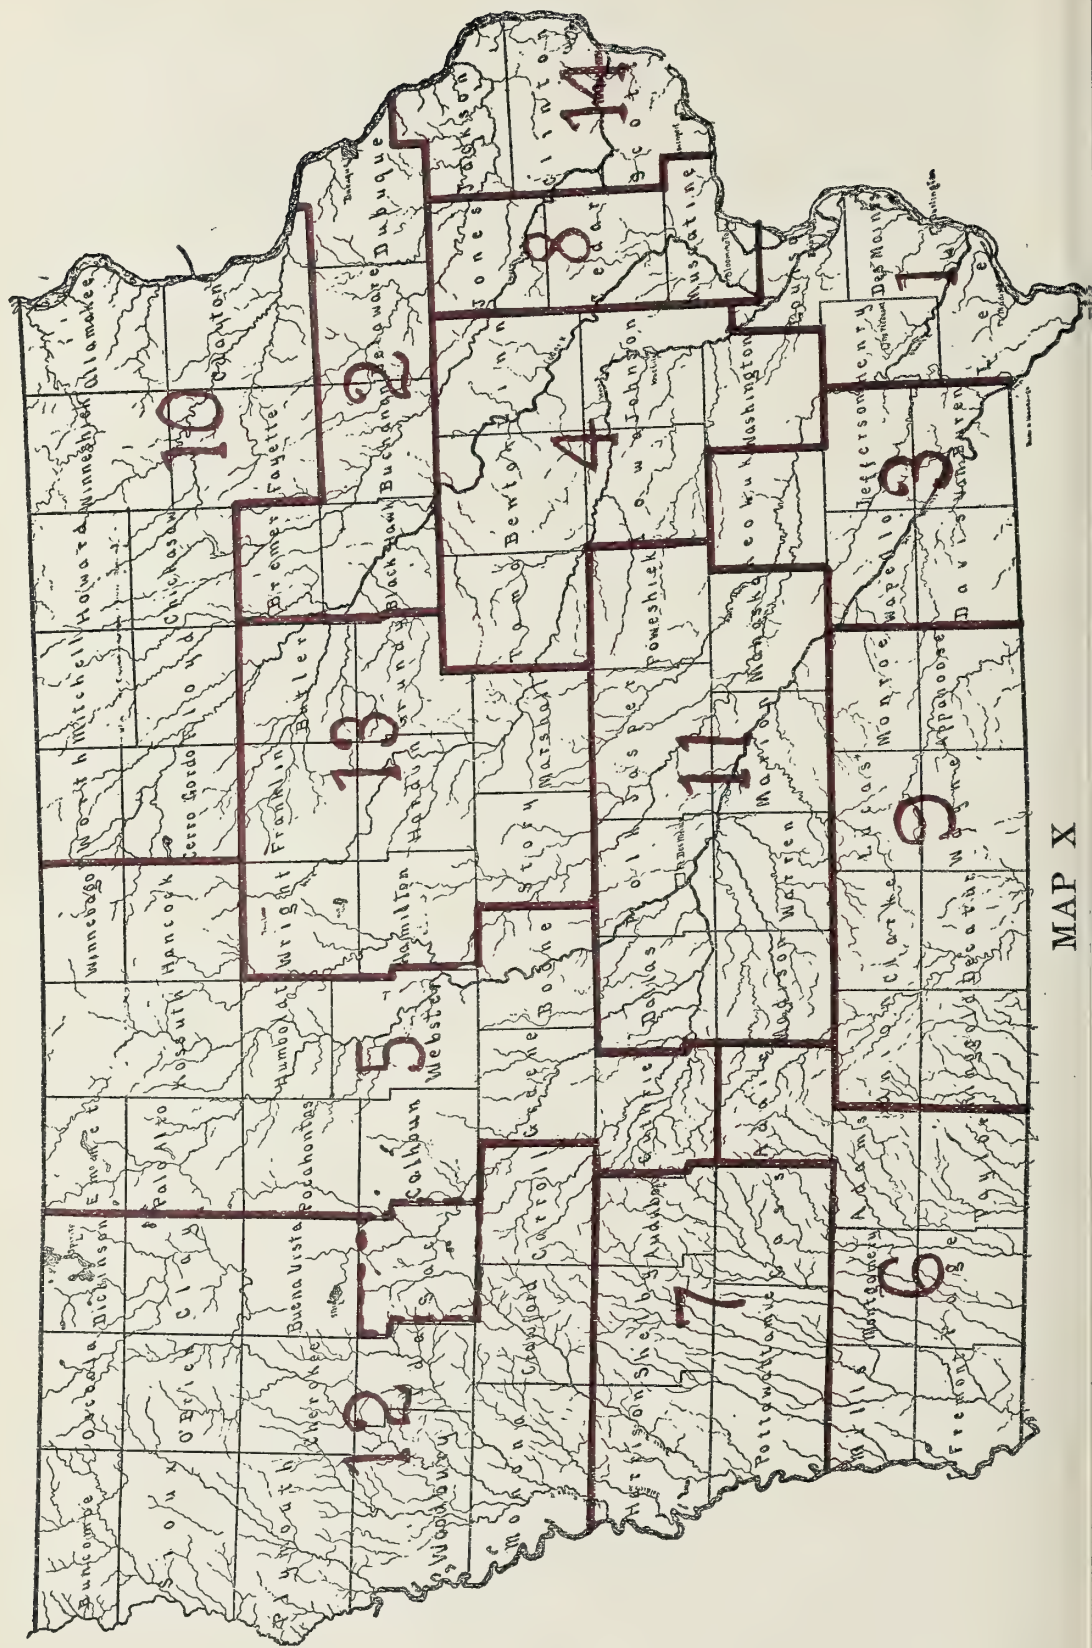 Buncombe
Osceola
Dickinson
Emmet
Winnebago
Worth
Mitchell
Howard
Winneshiek
Allamakee
Sioux
O'Brien
Clay
Palo Alto
Kossuth
Hancock
Cerro Gordo
Floyd
Chickasaw
Clayton
10
Plymouth
Cherokee
Buena Vista
Pocahontas
Humboldt
Wright
Franklin
Butler
Bremer
Fayette
12
5
13
2
Woodbury
Ida
Sac
Calhoun
Webster
Hamilton
Hardin
Grundy
Black Hawk
Buchanan
Delaware
Dubuque
Monona
Crawford
Carroll
Greene
Boone
Story
Marshall
Tama
Benton
Linn
Jones
Jackson
4
8
14
Harrison
Shelby
Audubon
Guthrie
Dallas
Polk
Jasper
Poweshiek
Iowa
Johnson
Cedar
Clinton
Scott
7
11
Pottawattamie
Cass
Adair
Madison
Warren
Marion
Mahaska
Keokuk
Washington
Muscatine
Louisa
Mills
Montgomery
Adams
Union
Clarke
Lucas
Monroe
Wapello
Jefferson
Henry
Des Moines
6
9
3
1
Fremont
Page
Taylor
Ringgold
Decatur
Wayne
Appanoose
Davis
Van Buren
Lee
Burlington
MAP X